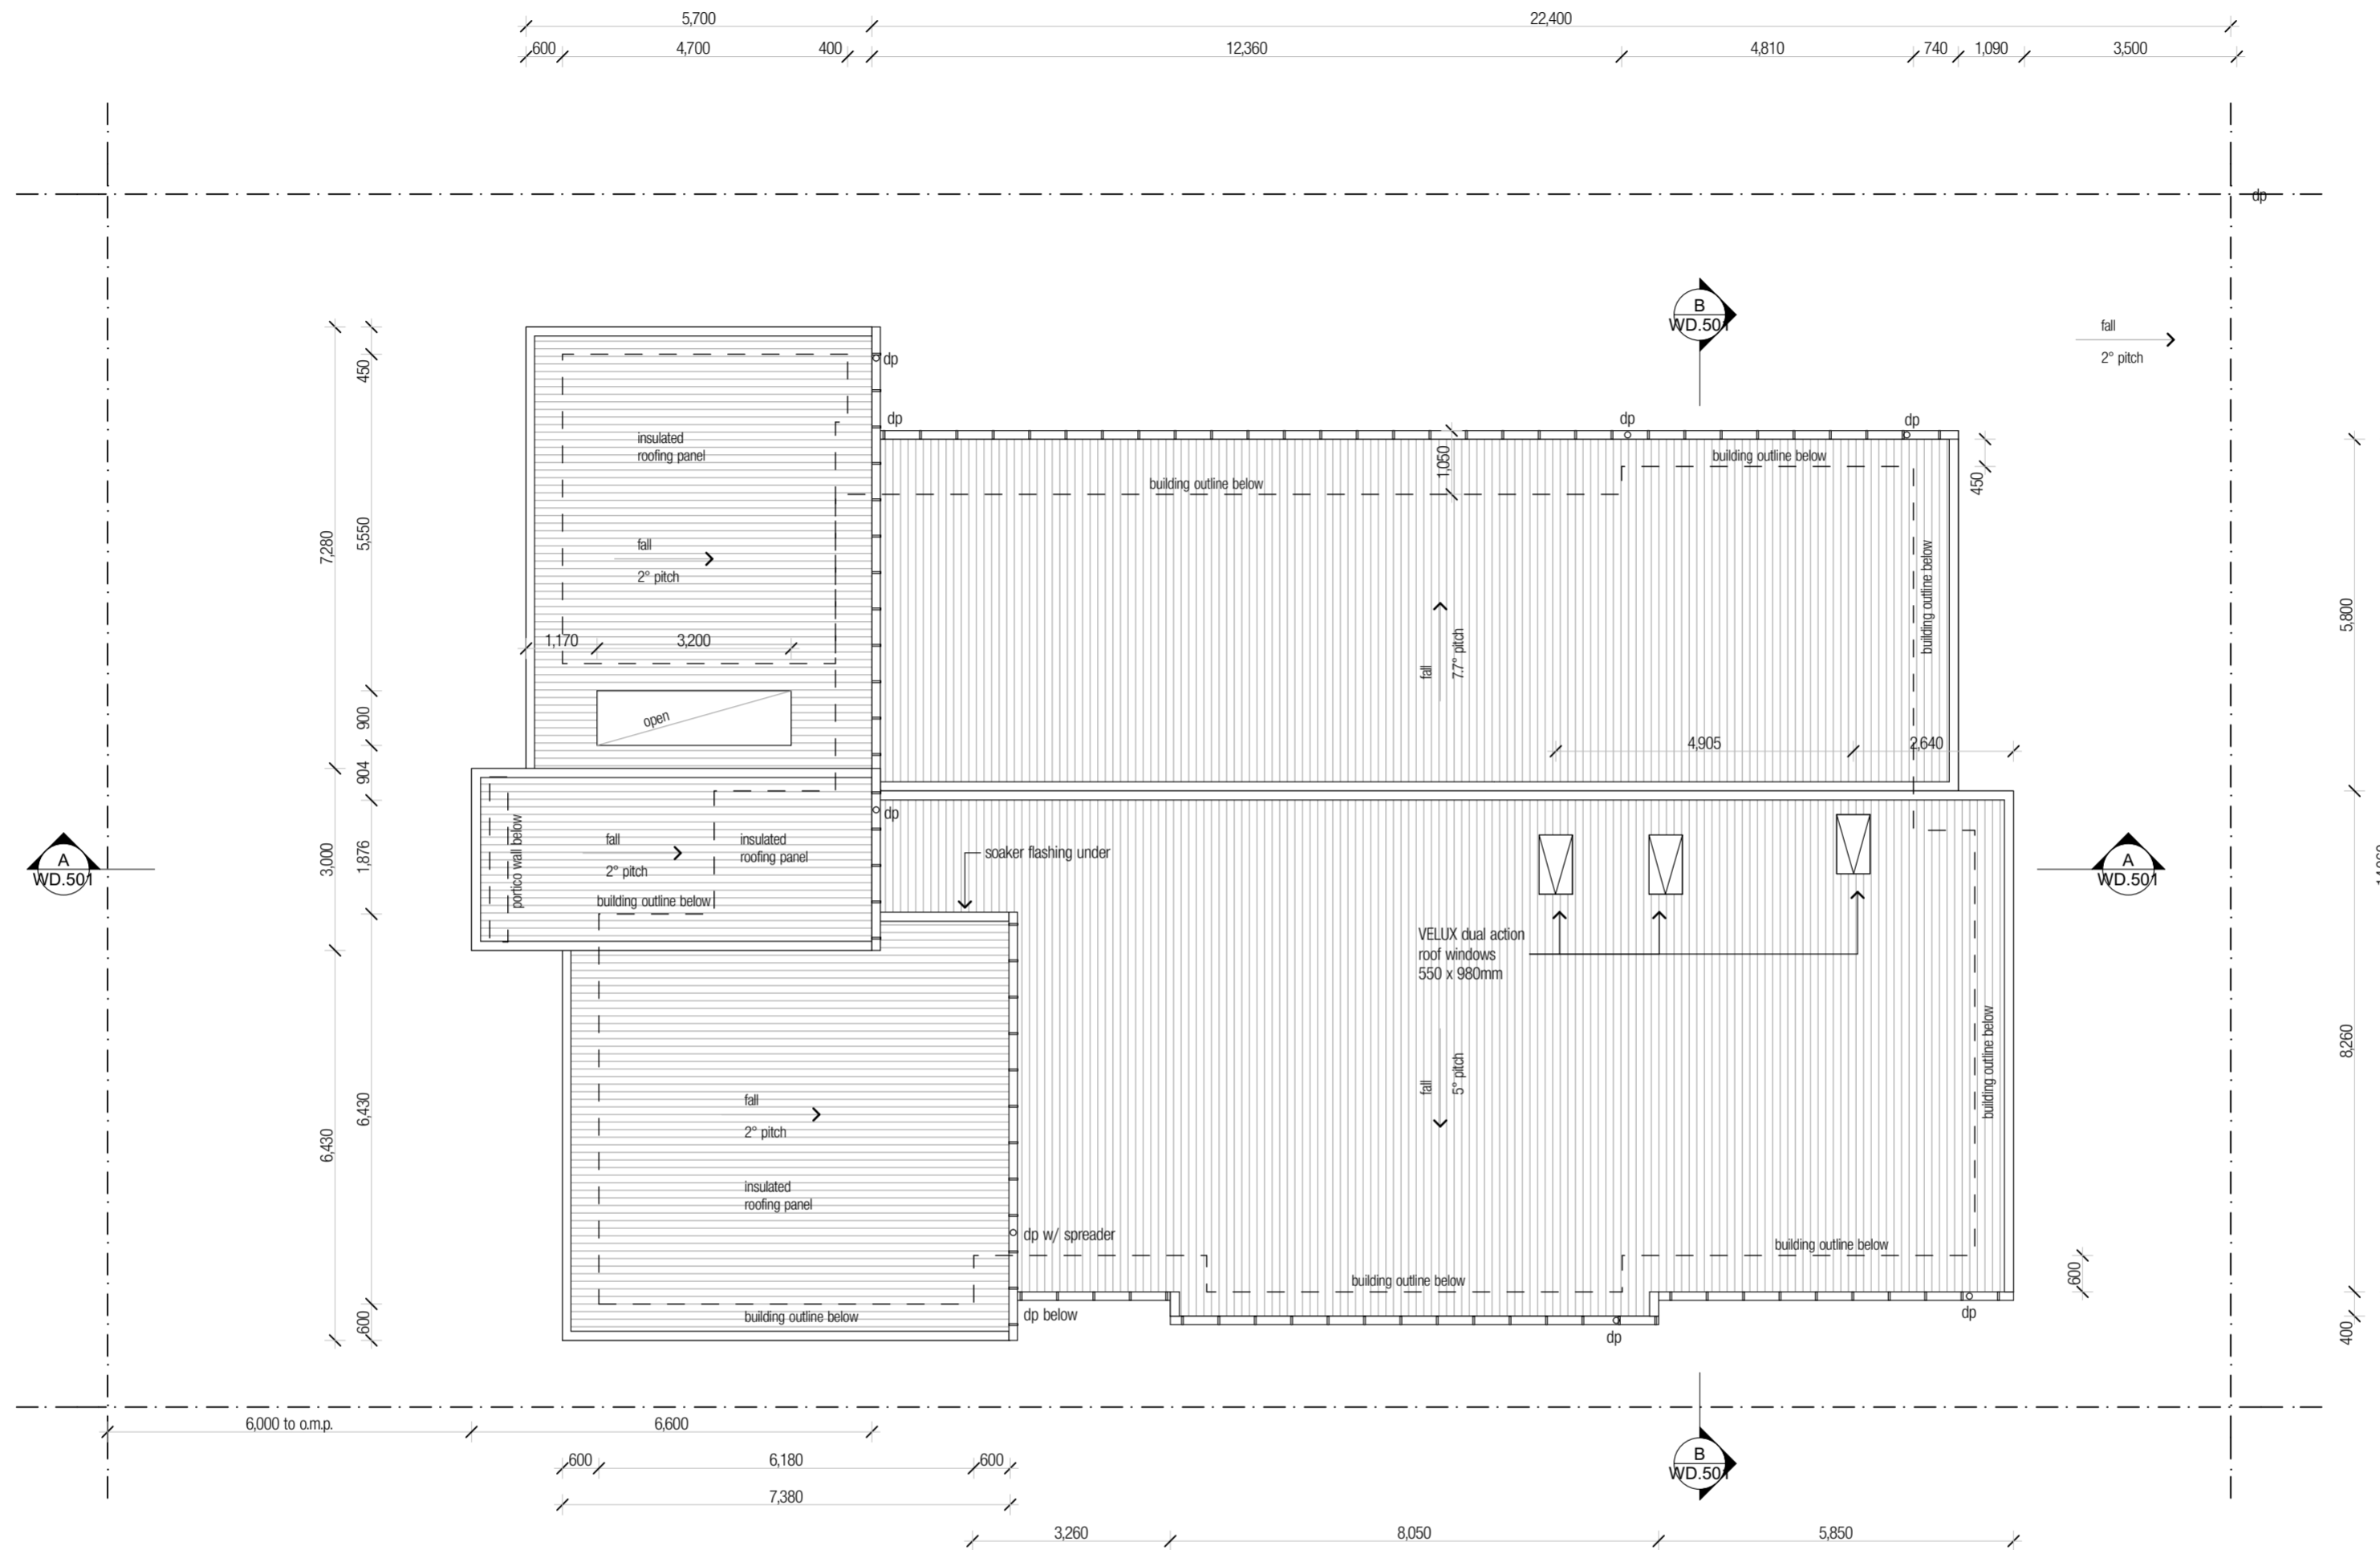 5,700
22,400
600
4,700
400
12,360
4,810
740
1,090
3,500
dp
B
WD.501
fall
2° pitch
dp
dp
dp
dp
450
insulated
roofing panel
1,050
building outline below
building outline below
450
7,280
5,550
fall
2° pitch
building outline below
5,800
1,170
3,200
fall
7.7° pitch
open
900
4,905
2,640
904
dp
A
WD.501
3,000
1,876
portico wall below
fall
2° pitch
insulated
roofing panel
building outline below
soaker flashing under
A
WD.501
VELUX dual action
roof windows
550 x 980mm
6,430
6,430
fall
2° pitch
fall
5° pitch
building outline below
8,260
insulated
roofing panel
dp w/ spreader
building outline below
building outline below
600
600
building outline below
dp below
dp
dp
400
6,000 to o.m.p.
6,600
600
6,180
600
B
WD.501
7,380
3,260
8,050
5,850